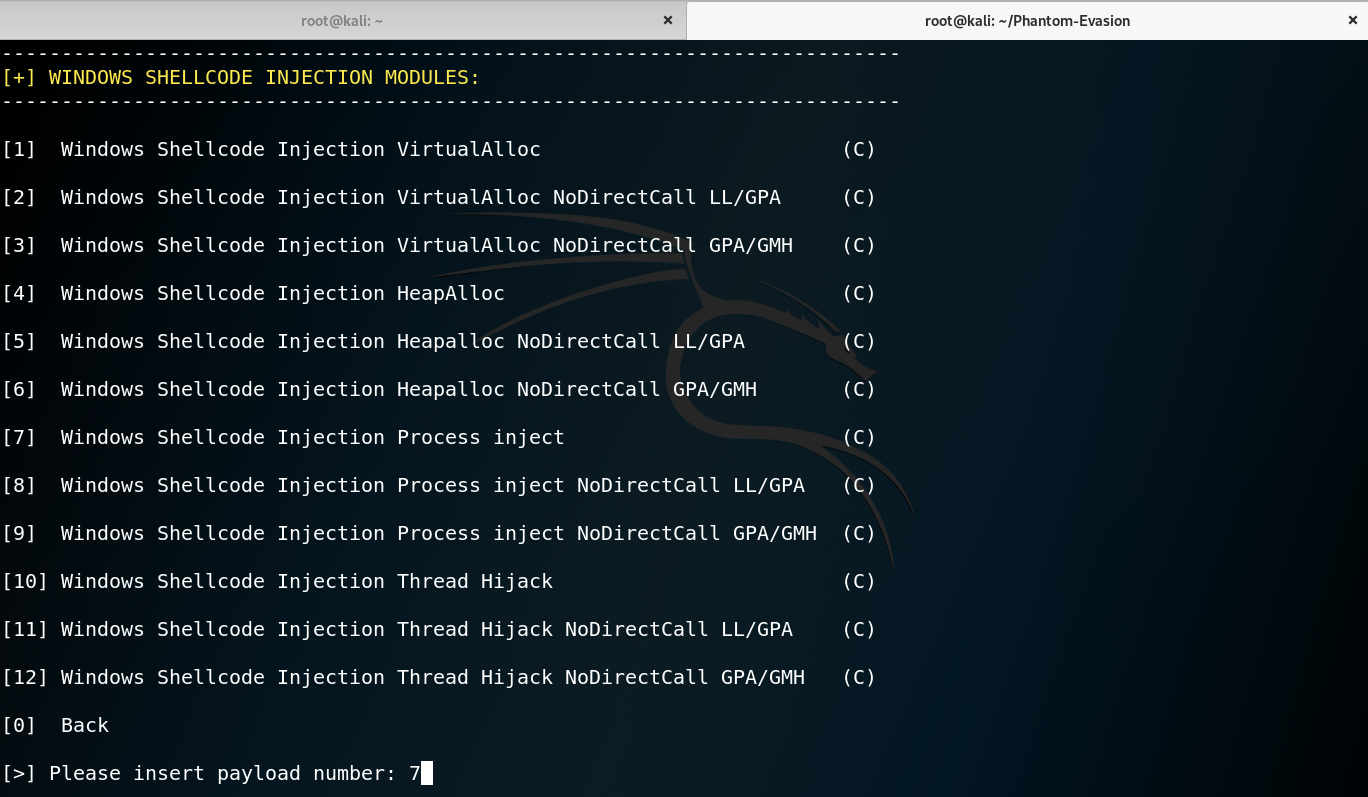 root@kali: ~ × root@kali: ~/Phantom-Evasion ×
---------------------------------------------------------------------------
[+] WINDOWS SHELLCODE INJECTION MODULES:
---------------------------------------------------------------------------
[1]  Windows Shellcode Injection VirtualAlloc                         (C)
[2]  Windows Shellcode Injection VirtualAlloc NoDirectCall LL/GPA     (C)
[3]  Windows Shellcode Injection VirtualAlloc NoDirectCall GPA/GMH    (C)
[4]  Windows Shellcode Injection HeapAlloc                            (C)
[5]  Windows Shellcode Injection Heapalloc NoDirectCall LL/GPA        (C)
[6]  Windows Shellcode Injection Heapalloc NoDirectCall GPA/GMH       (C)
[7]  Windows Shellcode Injection Process inject                       (C)
[8]  Windows Shellcode Injection Process inject NoDirectCall LL/GPA   (C)
[9]  Windows Shellcode Injection Process inject NoDirectCall GPA/GMH  (C)
[10] Windows Shellcode Injection Thread Hijack                        (C)
[11] Windows Shellcode Injection Thread Hijack NoDirectCall LL/GPA    (C)
[12] Windows Shellcode Injection Thread Hijack NoDirectCall GPA/GMH   (C)
[0]  Back
[>] Please insert payload number: 7